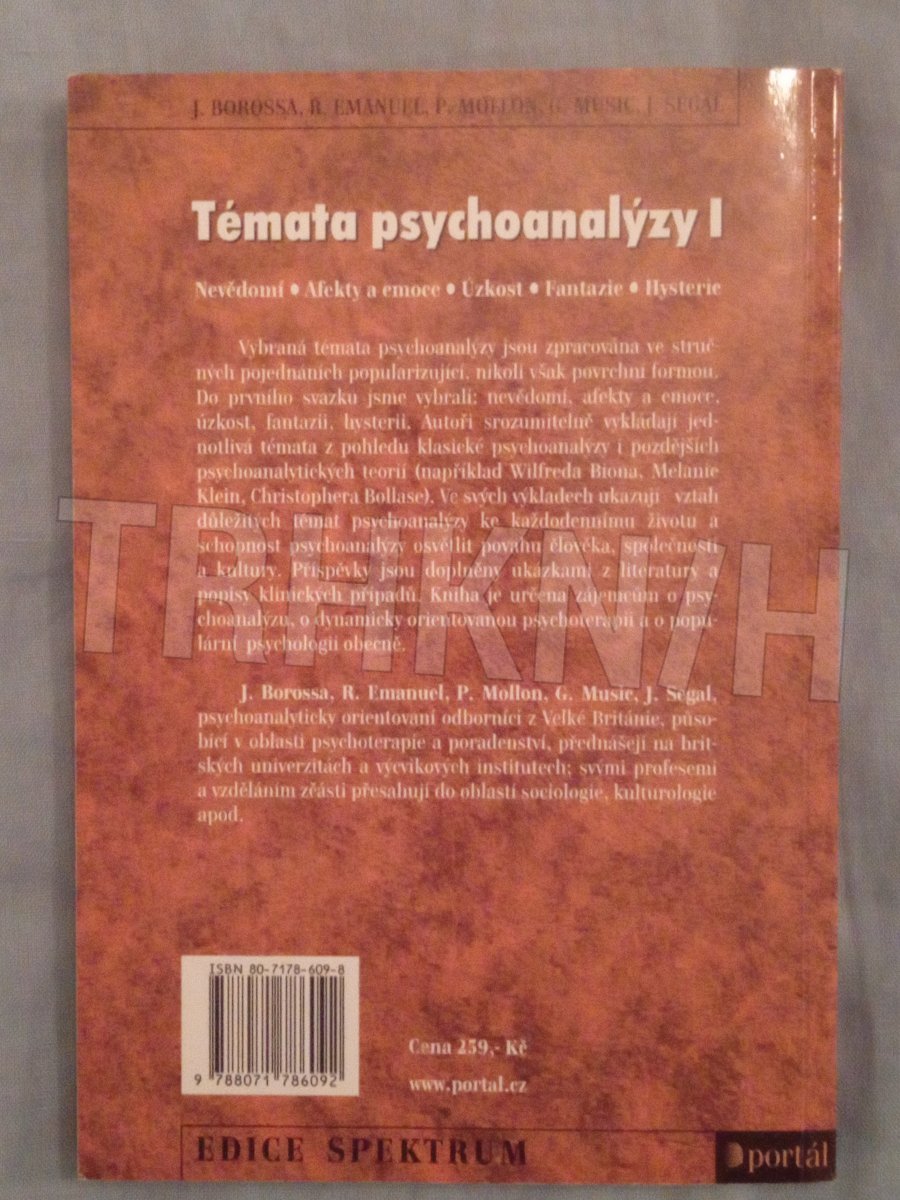 J. BOROSSA, R. EMANUEL, P. MOLLON, G. MUSIC, J. SEGAL
Témata psychoanalýzy I
Nevědomí • Afekty a emoce • Úzkost • Fantazie • Hysterie
Vybraná témata psychoanalýzy jsou zpracována ve struč-
ných pojednáních popularizující, nikoli však povrchní formou.
Do prvního svazku jsme vybrali: nevědomí, afekty a emoce,
úzkost, fantazii, hysterii. Autoři srozumitelně vykládají jed-
notlivá témata z pohledu klasické psychoanalýzy i pozdějších
psychoanalytických teorií (například Wilfreda Biona, Melanie
Klein, Christophera Bollase). Ve svých výkladech ukazují vztah
důležitých témat psychoanalýzy ke každodennímu životu a
schopnost psychoanalýzy osvětlit povahu člověka, společnosti
a kultury. Příspěvky jsou doplněny ukázkami z literatury a
popisy klinických případů. Kniha je určena zájemcům o psy-
choanalýzu, o dynamicky orientovanou psychoterapii a o popu-
lární psychologii obecně.
J. Borossa, R. Emanuel, P. Mollon, G. Music, J. Segal,
psychoanalyticky orientovaní odborníci z Velké Británie, půso-
bící v oblasti psychoterapie a poradenství, přednášejí na brit-
ských univerzitách a výcvikových institutech; svými profesemi
a vzděláním zčásti přesahují do oblastí sociologie, kulturologie
apod.
TRHKNIH
ISBN 80-7178-609-8
9 788071 786092
Cena 259,- Kč
www.portal.cz
EDICE SPEKTRUM
portál